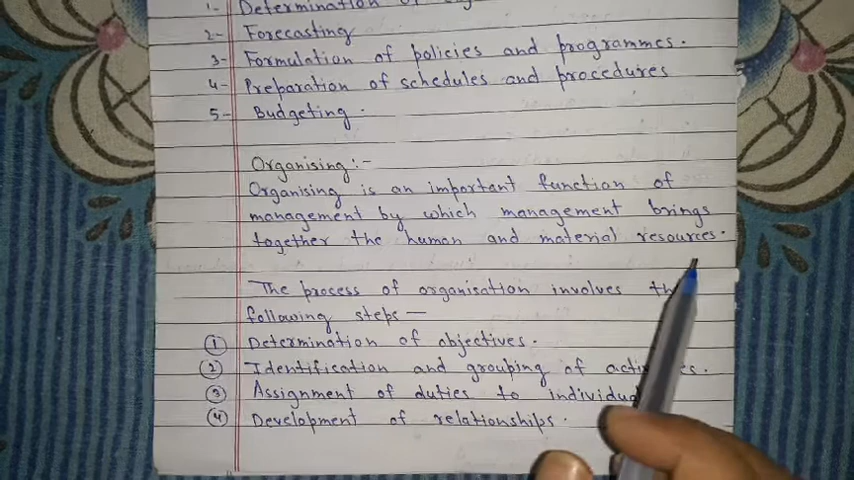 1- Determination of
2- Forecasting
3- Formulation of policies and programmes.
4- Preparation of schedules and procedures
5- Budgeting.
Organising:-
Organising is an important function of
management by which management brings
together the human and material resources.
The process of organisation involves
following steps—
① Determination of objectives.
② Identification and grouping of
③ Assignment of duties to
④ Development of relationships.